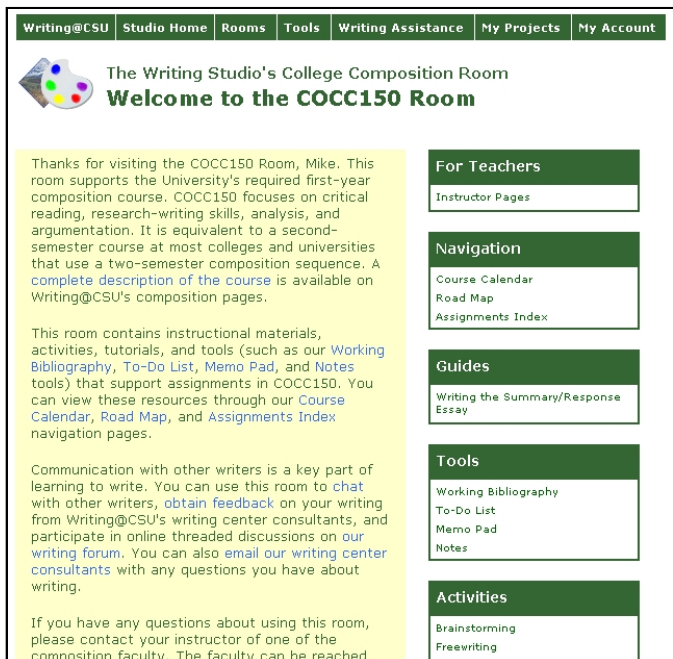 Writing@CSU Studio Home Rooms Tools Writing Assistance My Projects My Account
The Writing Studio's College Composition Room
Welcome to the COCC150 Room
Thanks for visiting the COCC150 Room, Mike. This
room supports the University's required first-year
composition course. COCC150 focuses on critical
reading, research-writing skills, analysis, and
argumentation. It is equivalent to a second-
semester course at most colleges and universities
that use a two-semester composition sequence. A
complete description of the course is available on
Writing@CSU's composition pages.
This room contains instructional materials,
activities, tutorials, and tools (such as our Working
Bibliography, To-Do List, Memo Pad, and Notes
tools) that support assignments in COCC150. You
can view these resources through our Course
Calendar, Road Map, and Assignments Index
navigation pages.
Communication with other writers is a key part of
learning to write. You can use this room to chat
with other writers, obtain feedback on your writing
from Writing@CSU's writing center consultants, and
participate in online threaded discussions on our
writing forum. You can also email our writing center
consultants with any questions you have about
writing.
If you have any questions about using this room,
please contact your instructor of one of the
composition faculty. The faculty can be reached
For Teachers
Instructor Pages
Navigation
Course Calendar
Road Map
Assignments Index
Guides
Writing the Summary/Response
Essay
Tools
Working Bibliography
To-Do List
Memo Pad
Notes
Activities
Brainstorming
Freewriting